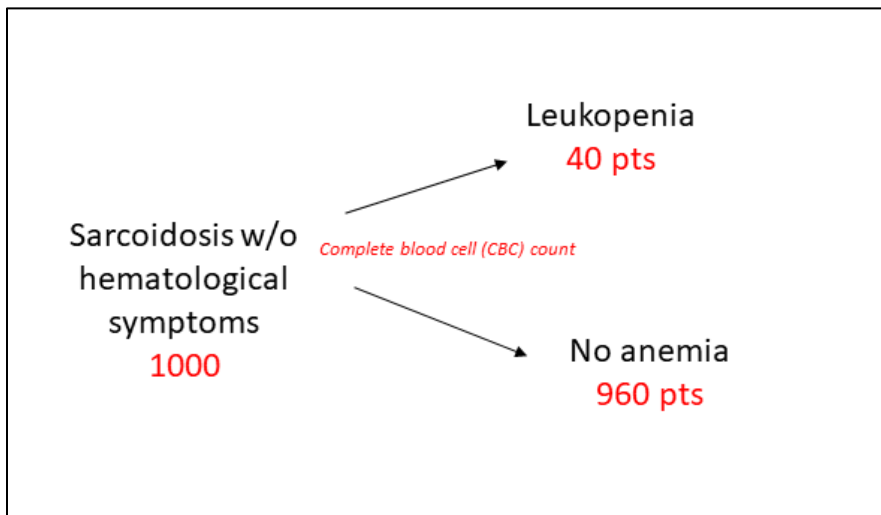 Leukopenia
40 pts
Sarcoidosis w/o
hematological
symptoms
1000
Complete blood cell (CBC) count
No anemia
960 pts